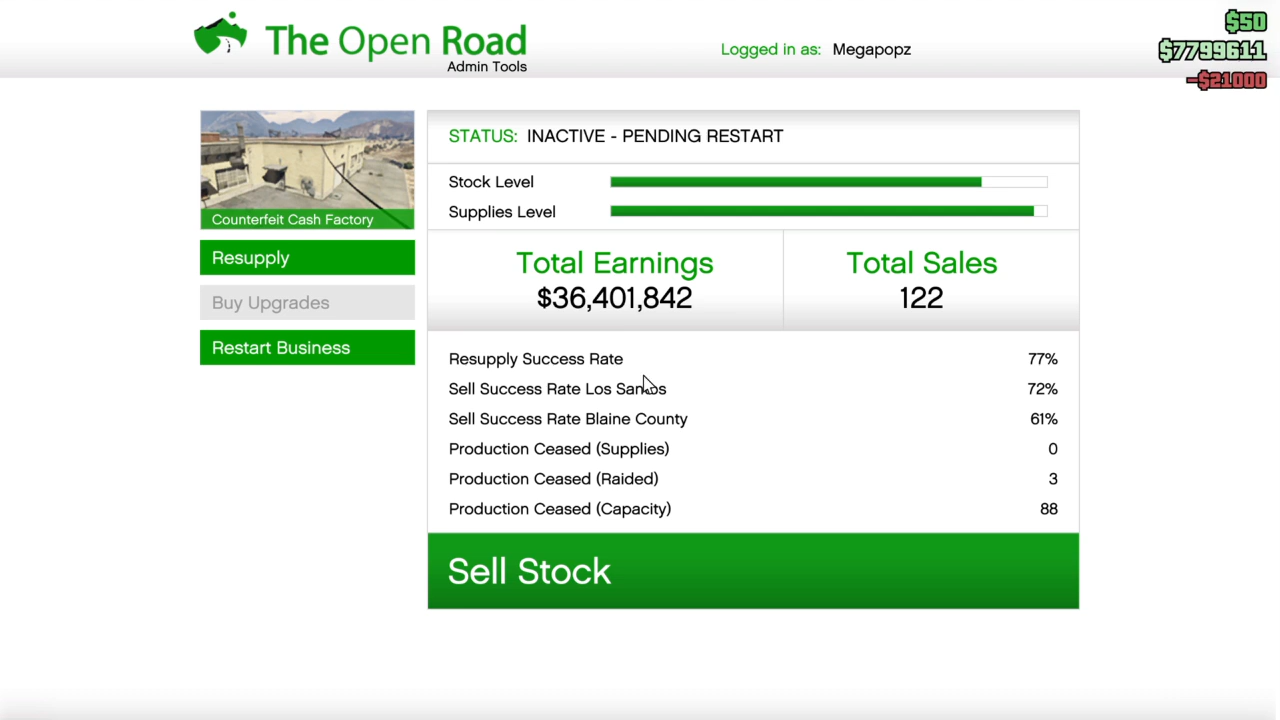 The Open Road
Admin Tools
Logged in as: Megapopz
$50
$7799611
-$21000
Counterfeit Cash Factory
Resupply
Buy Upgrades
Restart Business
STATUS: INACTIVE - PENDING RESTART
Stock Level
Supplies Level
Total Earnings
$36,401,842
Total Sales
122
Resupply Success Rate 77%
Sell Success Rate Los Santos 72%
Sell Success Rate Blaine County 61%
Production Ceased (Supplies) 0
Production Ceased (Raided) 3
Production Ceased (Capacity) 88
Sell Stock